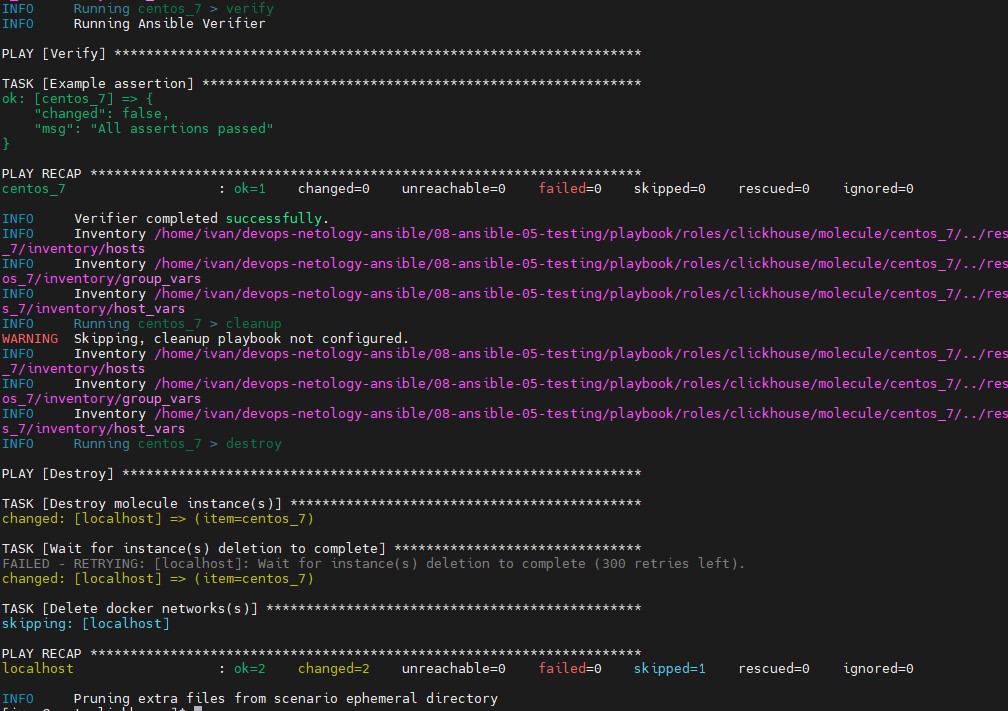 INFO     Running centos_7 > verify
INFO     Running Ansible Verifier
PLAY [Verify] ******************************************************************
TASK [Example assertion] *******************************************************
ok: [centos_7] => {
    "changed": false,
    "msg": "All assertions passed"
}
PLAY RECAP *********************************************************************
centos_7                   : ok=1    changed=0    unreachable=0    failed=0    skipped=0    rescued=0    ignored=0
INFO     Verifier completed successfully.
INFO     Inventory /home/ivan/devops-netology-ansible/08-ansible-05-testing/playbook/roles/clickhouse/molecule/centos_7/../res
_7/inventory/hosts
INFO     Inventory /home/ivan/devops-netology-ansible/08-ansible-05-testing/playbook/roles/clickhouse/molecule/centos_7/../res
os_7/inventory/group_vars
INFO     Inventory /home/ivan/devops-netology-ansible/08-ansible-05-testing/playbook/roles/clickhouse/molecule/centos_7/../res
s_7/inventory/host_vars
INFO     Running centos_7 > cleanup
WARNING  Skipping, cleanup playbook not configured.
INFO     Inventory /home/ivan/devops-netology-ansible/08-ansible-05-testing/playbook/roles/clickhouse/molecule/centos_7/../res
_7/inventory/hosts
INFO     Inventory /home/ivan/devops-netology-ansible/08-ansible-05-testing/playbook/roles/clickhouse/molecule/centos_7/../res
os_7/inventory/group_vars
INFO     Inventory /home/ivan/devops-netology-ansible/08-ansible-05-testing/playbook/roles/clickhouse/molecule/centos_7/../res
s_7/inventory/host_vars
INFO     Running centos_7 > destroy
PLAY [Destroy] *****************************************************************
TASK [Destroy molecule instance(s)] ********************************************
changed: [localhost] => (item=centos_7)
TASK [Wait for instance(s) deletion to complete] *******************************
FAILED - RETRYING: [localhost]: Wait for instance(s) deletion to complete (300 retries left).
changed: [localhost] => (item=centos_7)
TASK [Delete docker networks(s)] ***********************************************
skipping: [localhost]
PLAY RECAP *********************************************************************
localhost                  : ok=2    changed=2    unreachable=0    failed=0    skipped=1    rescued=0    ignored=0
INFO     Pruning extra files from scenario ephemeral directory